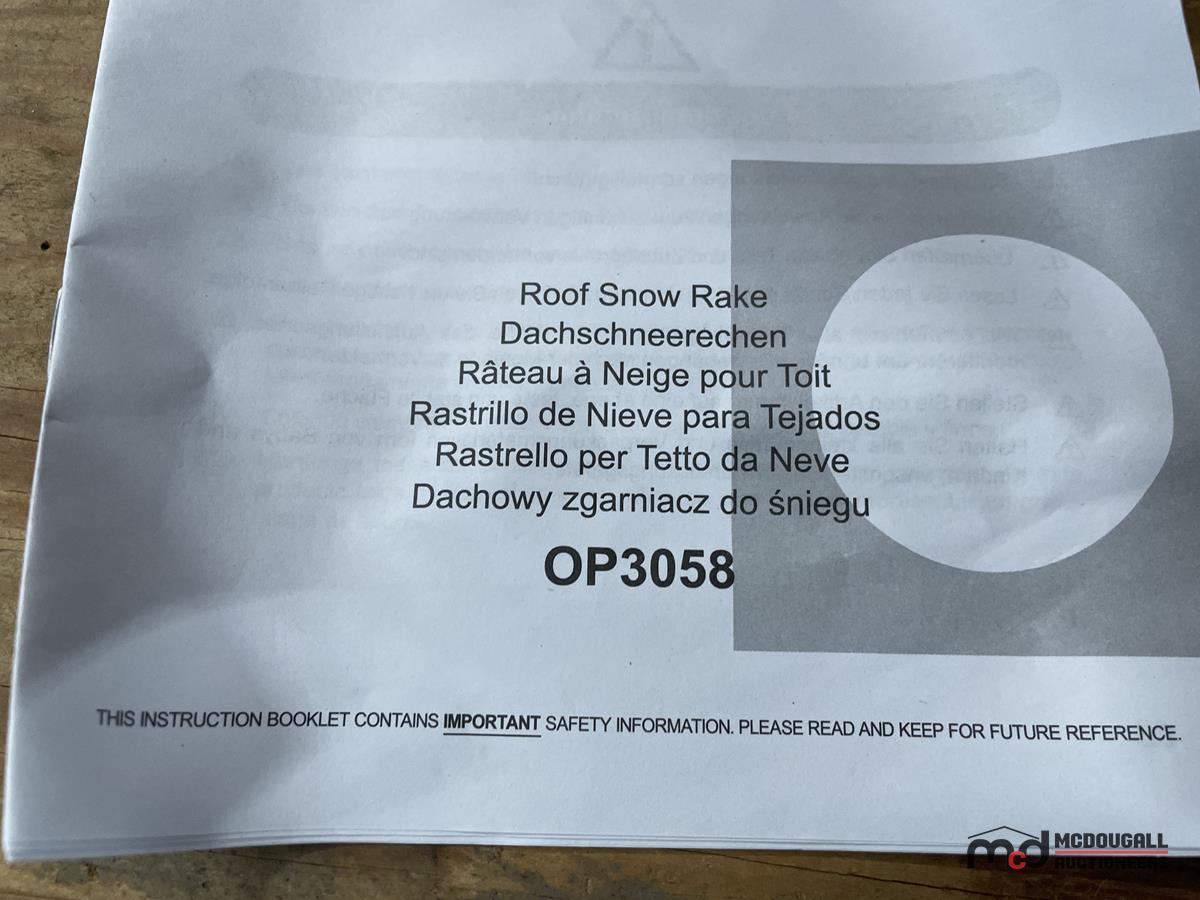 Roof Snow Rake
Dachschneerechen
Râteau à Neige pour Toit
Rastrillo de Nieve para Tejados
Rastrello per Tetto da Neve
Dachowy zgarniacz do śniegu
OP3058
THIS INSTRUCTION BOOKLET CONTAINS IMPORTANT SAFETY INFORMATION. PLEASE READ AND KEEP FOR FUTURE REFERENCE.
mcd MCDOUGALL
AUCTIONEERS